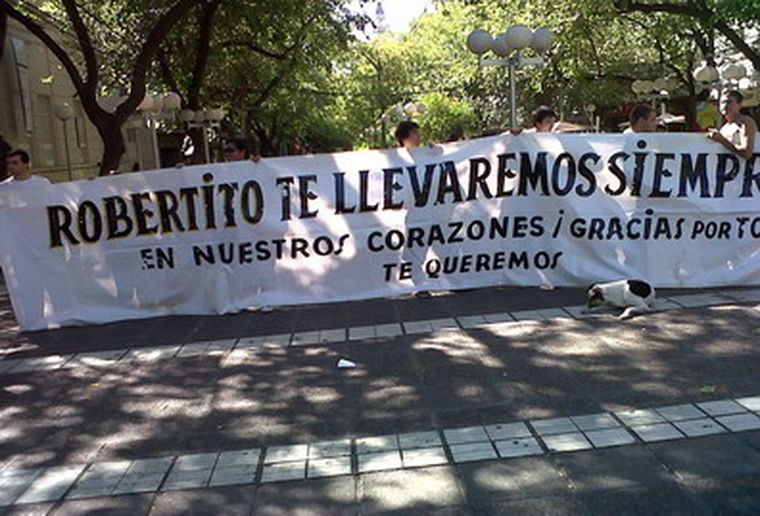 ROBERTITO TE LLEVAREMOS SIEMPR
EN NUESTROS CORAZONES ¡GRACIAS POR TO
TE QUEREMOS